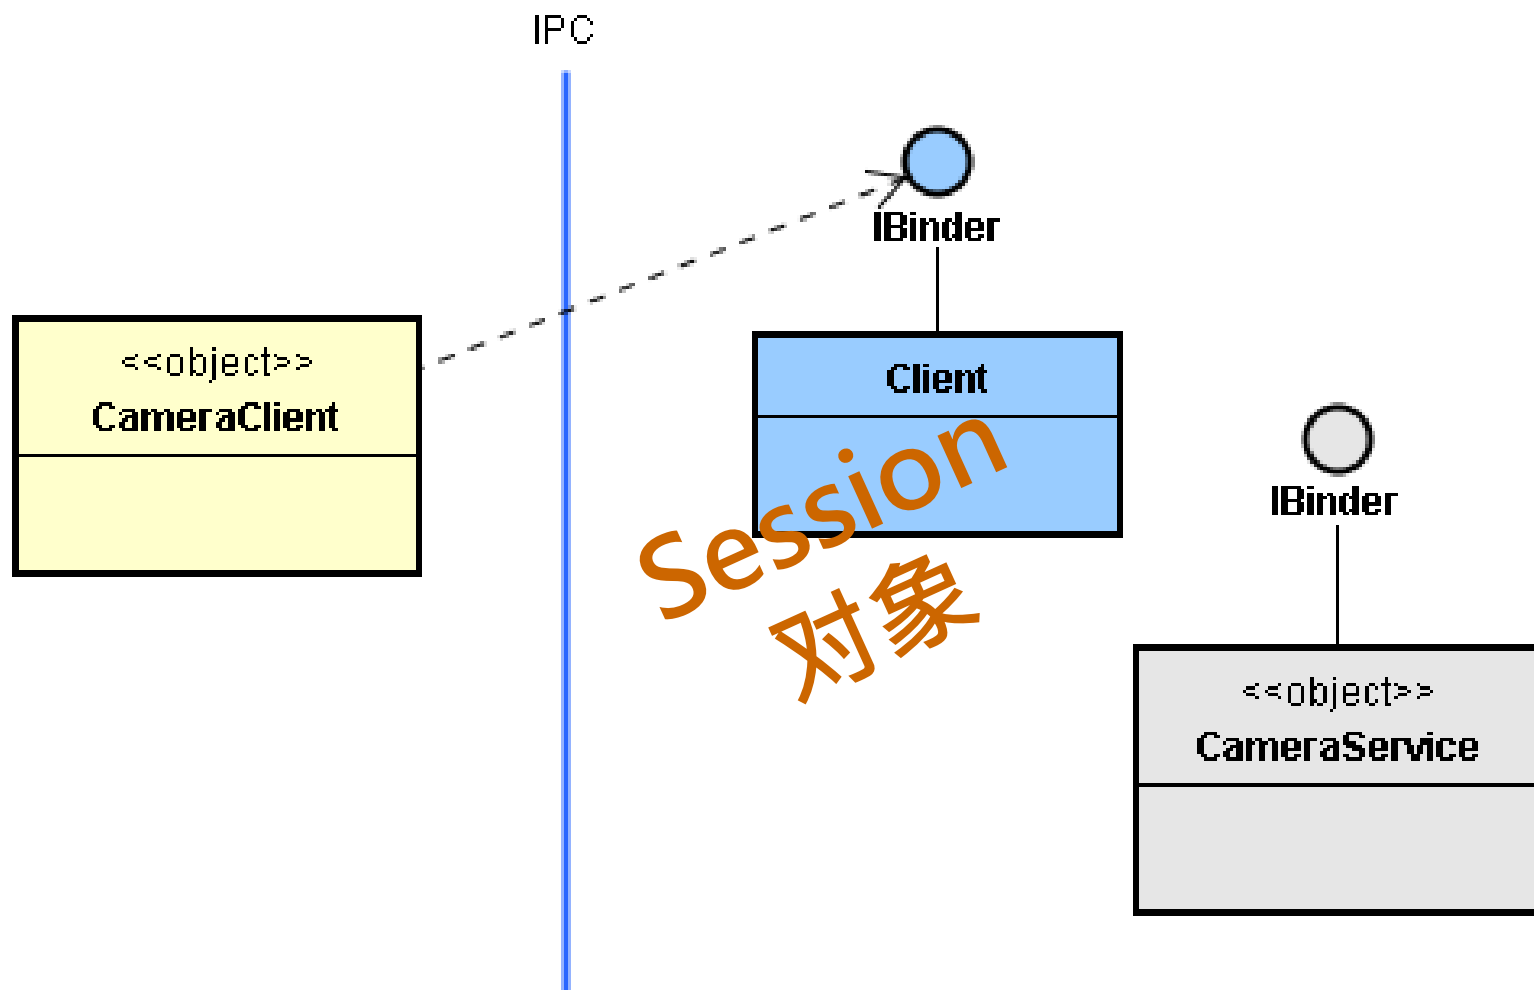 IPC
IBinder
<<object>>
CameraClient
Client
Session
对象
IBinder
<<object>>
CameraService